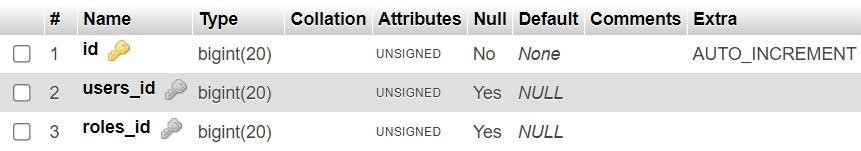 # Name Type Collation Attributes Null Default Comments Extra
1 id bigint(20) UNSIGNED No None AUTO_INCREMENT
2 users_id bigint(20) UNSIGNED Yes NULL
3 roles_id bigint(20) UNSIGNED Yes NULL